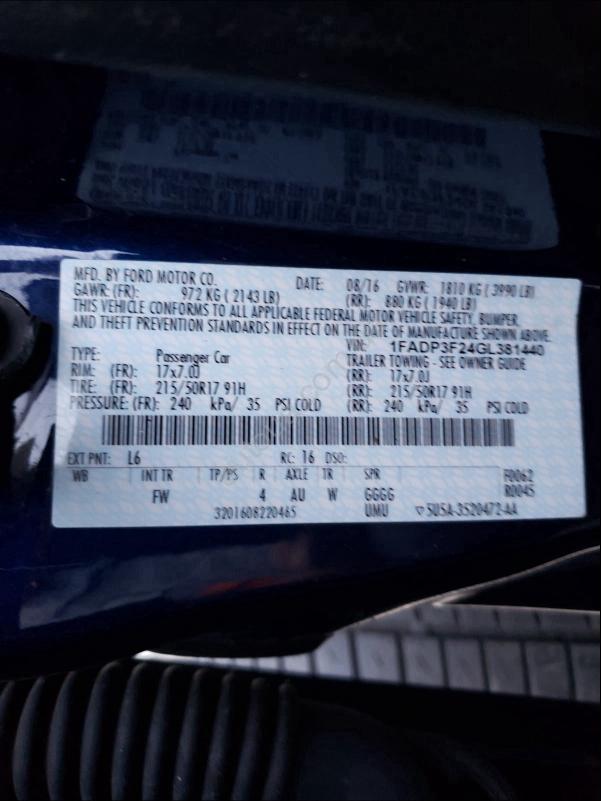 MFD. BY FORD MOTOR CO. DATE: 08/16 GVWR: 1810 KG ( 3990 LB)
GAWR: (FR): 972 KG ( 2143 LB) (RR): 880 KG ( 1940 LB)
THIS VEHICLE CONFORMS TO ALL APPLICABLE FEDERAL MOTOR VEHICLE SAFETY, BUMPER,
AND THEFT PREVENTION STANDARDS IN EFFECT ON THE DATE OF MANUFACTURE SHOWN ABOVE.
VIN: 1FADP3F24GL381440
TYPE: Passenger Car TRAILER TOWING - SEE OWNER GUIDE
RIM: (FR): 17x7.0J (RR): 17x7.0J
TIRE: (FR): 215/50R17 91H (RR): 215/50R17 91H
PRESSURE: (FR): 240 kPa/ 35 PSI COLD (RR): 240 kPa/ 35 PSI COLD
EXT PNT: L6 RC: 16 DSO:
WB INT TR TP/PS R AXLE TR SPR F0062
FW 4 AU W GGGG R0045
3201608220465 UMU ▽ 5U5A-3520472-AA